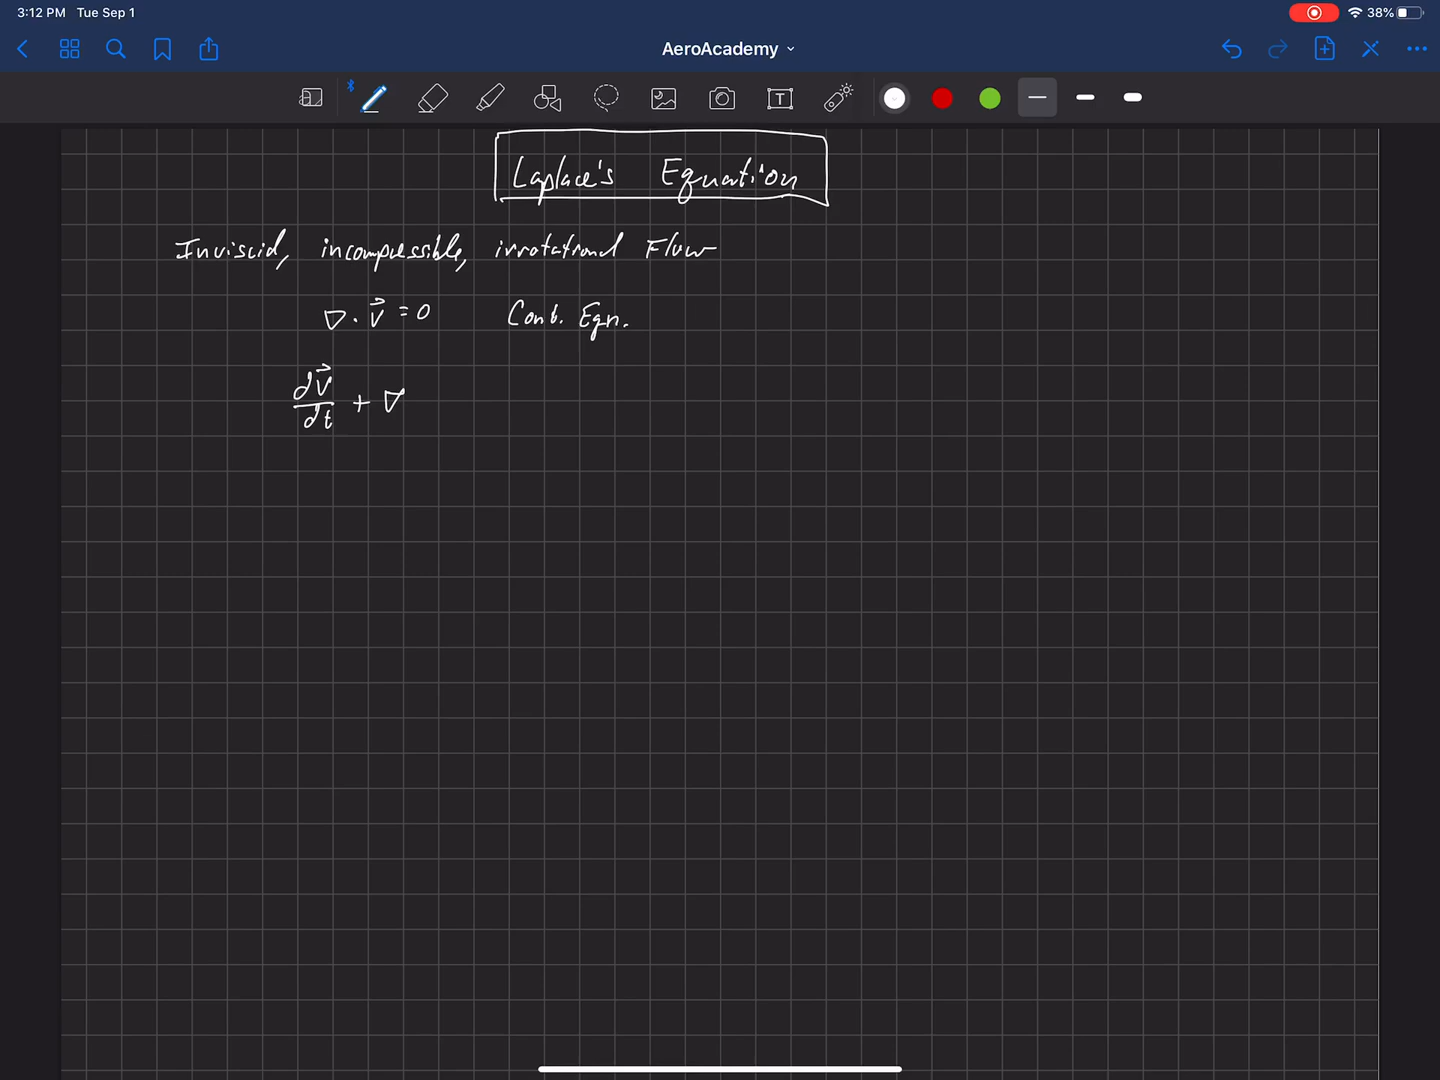 3:12 PM Tue Sep 1
38%
AeroAcademy
T
Laplace's Equation
Inviscid, incompressible, irrotational Flow
∇ · V⃗ = 0 Cont. Eqn.
dV⃗/dt + ∇